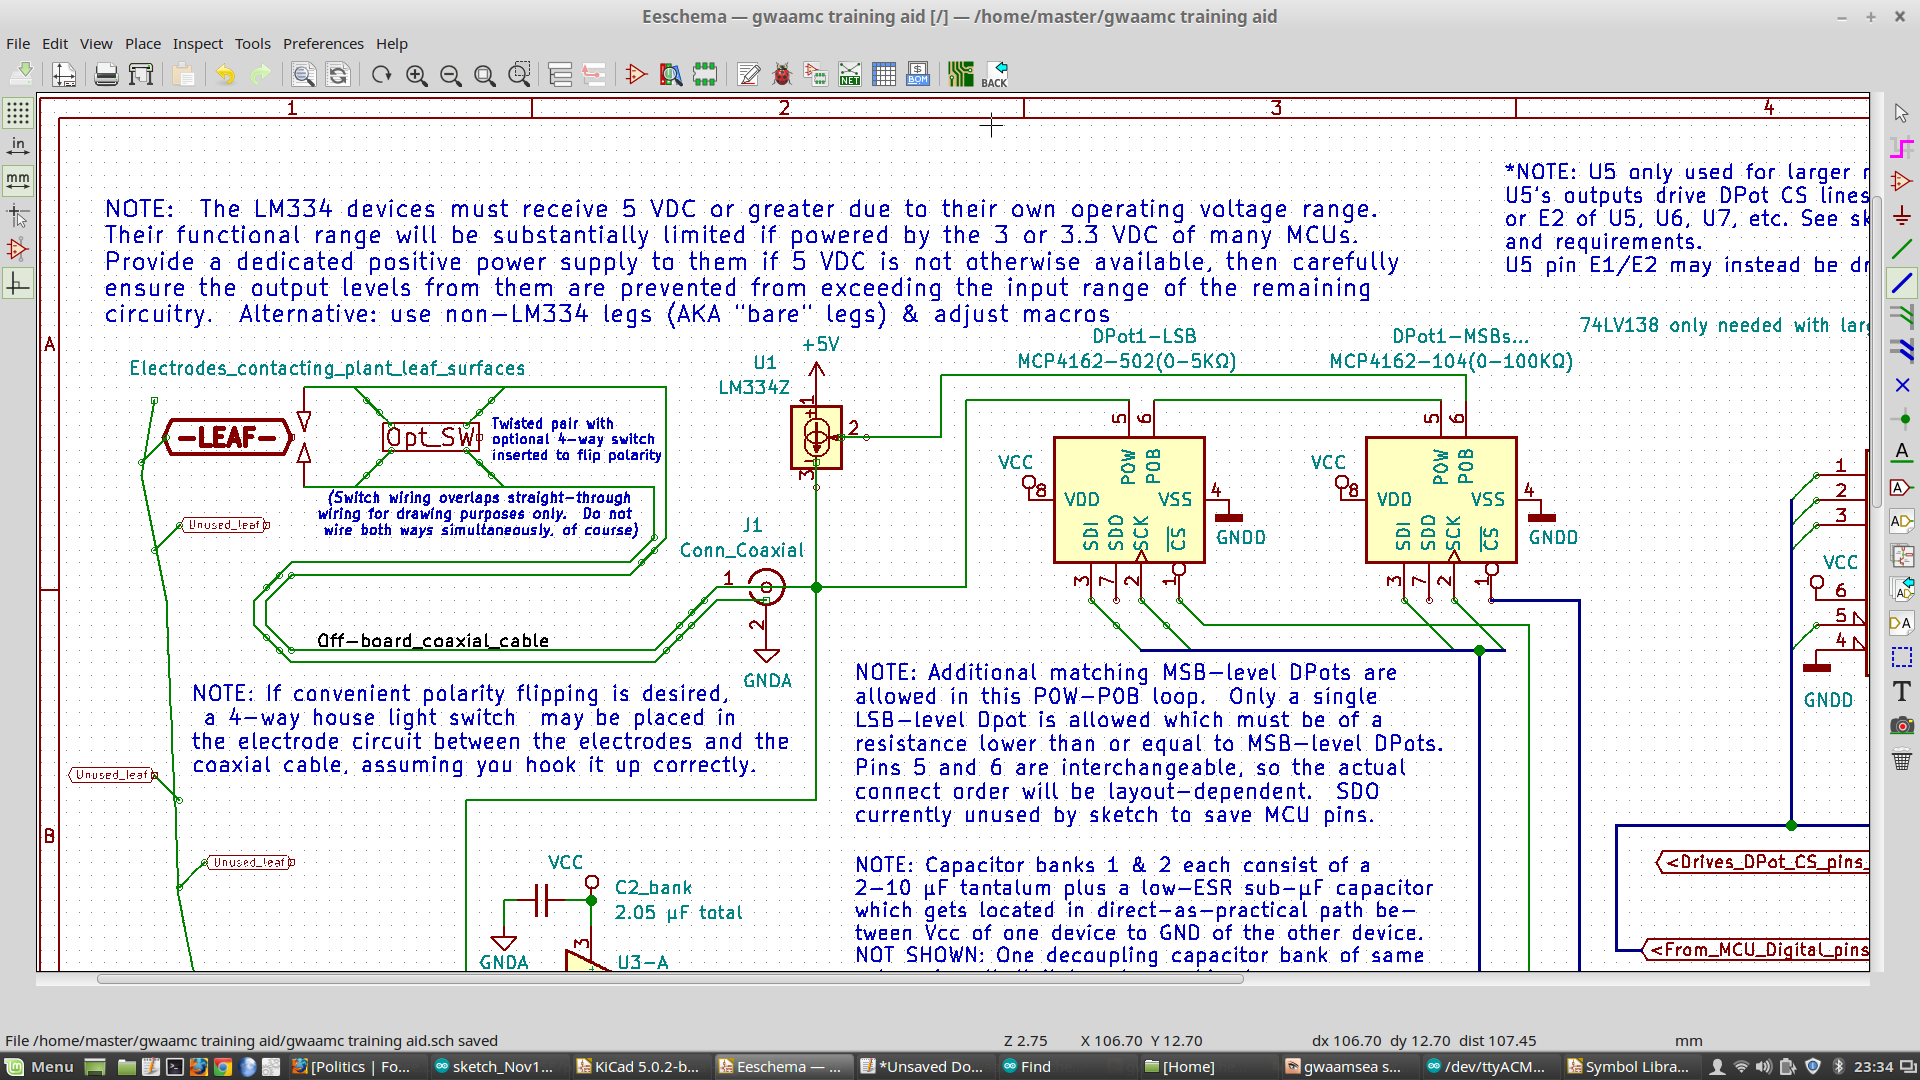 Eeschema — gwaamc training aid [/] — /home/master/gwaamc training aid
File Edit View Place Inspect Tools Preferences Help
NET
BOM
BACK
in
mm
1 2 3 4
A
B
*NOTE: U5 only used for larger
U5's outputs drive DPot CS lines
or E2 of U5, U6, U7, etc. See
and requirements.
U5 pin E1/E2 may instead be
NOTE: The LM334 devices must receive 5 VDC or greater due to their own operating voltage range.
Their functional range will be substantially limited if powered by the 3 or 3.3 VDC of many MCUs.
Provide a dedicated positive power supply to them if 5 VDC is not otherwise available, then carefully
ensure the output levels from them are prevented from exceeding the input range of the remaining
circuitry. Alternative: use non-LM334 legs (AKA "bare" legs) & adjust macros
74LV138 only needed with
Electrodes_contacting_plant_leaf_surfaces
-LEAF-
Opt_SW
Twisted pair with
optional 4-way switch
inserted to flip polarity
(Switch wiring overlaps straight-through
wiring for drawing purposes only. Do not
wire both ways simultaneously, of course)
Unused_leaf
Off-board_coaxial_cable
+5V
U1
LM334Z
1
2
3
J1
Conn_Coaxial
1
2
GNDA
DPot1-LSB
MCP4162-502(0-5KΩ)
5 6
POW POB
VCC
8 VDD VSS 4
GNDD
SDI SDO SCK CS
3 7 2 1
DPot1-MSBs...
MCP4162-104(0-100KΩ)
5 6
POW POB
VCC
8 VDD VSS 4
GNDD
SDI SDO SCK CS
3 7 2 1
1
2
3
VCC
6
5
4
GNDD
NOTE: If convenient polarity flipping is desired,
a 4-way house light switch may be placed in
the electrode circuit between the electrodes and the
coaxial cable, assuming you hook it up correctly.
Unused_leaf
Unused_leaf
NOTE: Additional matching MSB-level DPots are
allowed in this POW-POB loop. Only a single
LSB-level Dpot is allowed which must be of a
resistance lower than or equal to MSB-level DPots.
Pins 5 and 6 are interchangeable, so the actual
connect order will be layout-dependent. SDO
currently unused by sketch to save MCU pins.
NOTE: Capacitor banks 1 & 2 each consist of a
2-10 µF tantalum plus a low-ESR sub-µF capacitor
which gets located in direct-as-practical path be-
tween Vcc of one device to GND of the other device.
NOT SHOWN: One decoupling capacitor bank of same
VCC
C2_bank
2.05 µF total
GNDA
3
U3-A
<Drives_DPot_CS_pins_
<From_MCU_Digital_pins
File /home/master/gwaamc training aid/gwaamc training aid.sch saved
Z 2.75 X 106.70 Y 12.70 dx 106.70 dy 12.70 dist 107.45 mm
Menu [Politics | Fo... sketch_Nov1... KiCad 5.0.2-b... Eeschema — ... *Unsaved Do... Find [Home] gwaamsea s... /dev/ttyACM... Symbol Libra... 23:34